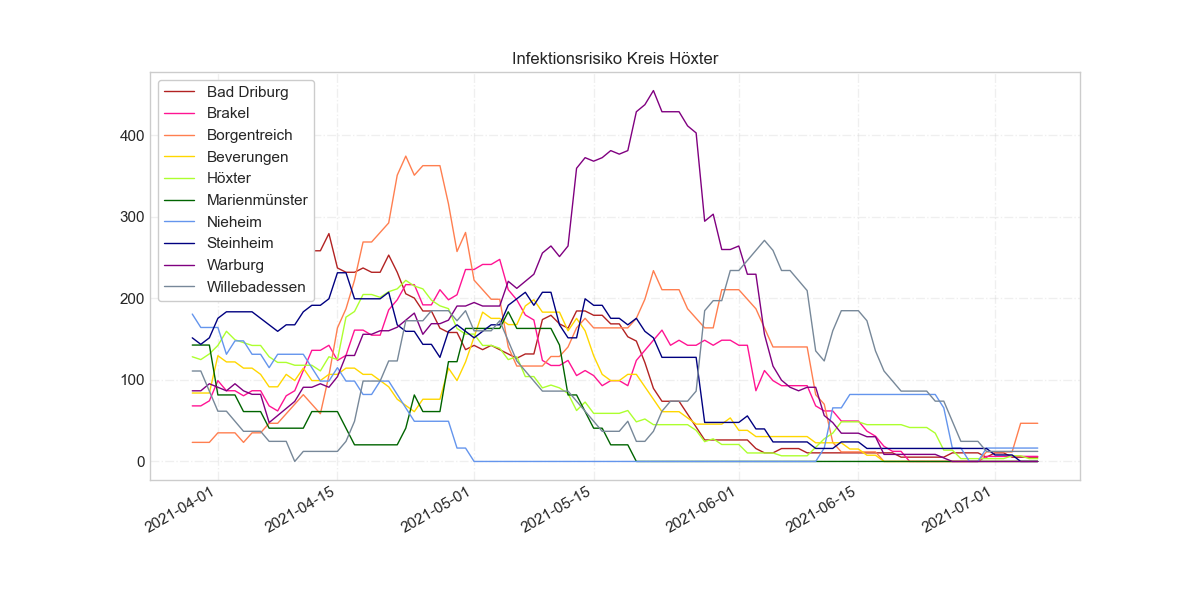 Infektionsrisiko Kreis Höxter
Bad Driburg
Brakel
Borgentreich
Beverungen
Höxter
Marienmünster
Nieheim
Steinheim
Warburg
Willebadessen
400
300
200
100
0
2021-04-01
2021-04-15
2021-05-01
2021-05-15
2021-06-01
2021-06-15
2021-07-01